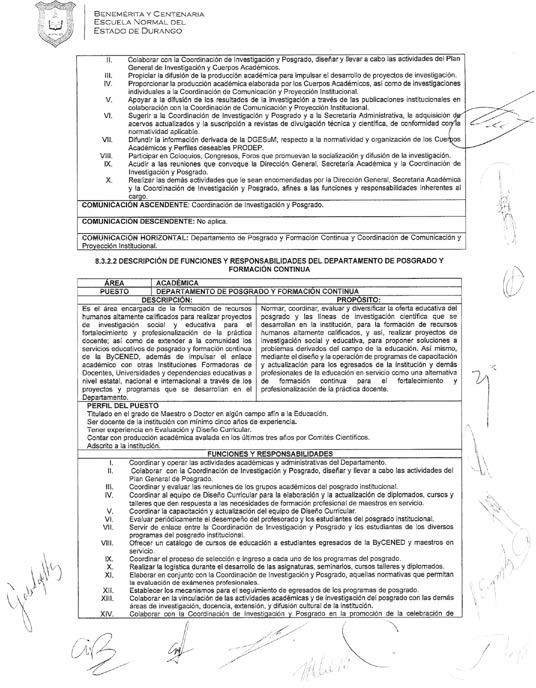 BENEMÉRITA Y CENTENARIA
ESCUELA NORMAL DEL
ESTADO DE DURANGO
II. Colaborar con la Coordinación de Investigación y Posgrado, diseñar y llevar a cabo las actividades del Plan
General de Investigación y Cuerpos Académicos.
III. Propiciar la difusión de la producción académica para impulsar el desarrollo de proyectos de investigación.
IV. Proporcionar la producción académica elaborada por los Cuerpos Académicos, así como de investigaciones
individuales a la Coordinación de Comunicación y Proyección Institucional.
V. Apoyar a la difusión de los resultados de la investigación a través de las publicaciones institucionales en
colaboración con la Coordinación de Comunicación y Proyección Institucional.
VI. Sugerir a la Coordinación de Investigación y Posgrado y a la Secretaría Administrativa, la adquisición de
acervos actualizados y la suscripción a revistas de divulgación técnica y científica, de conformidad con la
normatividad aplicable.
VII. Difundir la información derivada de la DGESuM, respecto a la normatividad y organización de los Cuerpos
Académicos y Perfiles deseables PRODEP.
VIII. Participar en Coloquios, Congresos, Foros que promuevan la socialización y difusión de la investigación.
IX. Acudir a las reuniones que convoque la Dirección General, Secretaría Académica y la Coordinación de
Investigación y Posgrado.
X. Realizar las demás actividades que le sean encomendadas por la Dirección General, Secretaría Académica
y la Coordinación de Investigación y Posgrado, afines a las funciones y responsabilidades inherentes al
cargo.
COMUNICACIÓN ASCENDENTE: Coordinación de Investigación y Posgrado.
COMUNICACIÓN DESCENDENTE: No aplica.
COMUNICACIÓN HORIZONTAL: Departamento de Posgrado y Formación Continua y Coordinación de Comunicación y
Proyección Institucional.
8.3.2.2 DESCRIPCIÓN DE FUNCIONES Y RESPONSABILIDADES DEL DEPARTAMENTO DE POSGRADO Y
FORMACIÓN CONTINUA
ÁREA ACADÉMICA
PUESTO DEPARTAMENTO DE POSGRADO Y FORMACIÓN CONTINUA
DESCRIPCIÓN:
Es el área encargada de la formación de recursos
humanos altamente calificados para realizar proyectos
de investigación social y educativa para el
fortalecimiento y profesionalización de la práctica
docente; así como de extender a la comunidad los
servicios educativos de posgrado y formación continua
de la ByCENED, además de impulsar el enlace
académico con otras Instituciones Formadoras de
Docentes, Universidades y dependencias educativas a
nivel estatal, nacional e internacional a través de los
proyectos y programas que se desarrollan en el
Departamento.
PROPÓSITO:
Normar, coordinar, evaluar y diversificar la oferta educativa del
posgrado y las líneas de investigación científica que se
desarrollan en la institución, para la formación de recursos
humanos altamente calificados, y así, realizar proyectos de
investigación social y educativa, para proponer soluciones a
problemas derivados del campo de la educación. Así mismo,
mediante el diseño y la operación de programas de capacitación
y actualización para los egresados de la institución y demás
profesionales de la educación en servicio como una alternativa
de formación continua para el fortalecimiento y
profesionalización de la práctica docente.
PERFIL DEL PUESTO
Titulado en el grado de Maestro o Doctor en algún campo afín a la Educación.
Ser docente de la institución con mínimo cinco años de experiencia.
Tener experiencia en Evaluación y Diseño Curricular.
Contar con producción académica avalada en los últimos tres años por Comités Científicos.
Adscrito a la institución.
FUNCIONES Y RESPONSABILIDADES
I. Coordinar y operar las actividades académicas y administrativas del Departamento.
II. Colaborar con la Coordinación de Investigación y Posgrado, diseñar y llevar a cabo las actividades del
Plan General de Posgrado.
III. Coordinar y evaluar las reuniones de los grupos académicos del posgrado institucional.
IV. Coordinar al equipo de Diseño Curricular para la elaboración y la actualización de diplomados, cursos y
talleres que den respuesta a las necesidades de formación profesional de maestros en servicio.
V. Coordinar la capacitación y actualización del equipo de Diseño Curricular.
VI. Evaluar periódicamente el desempeño del profesorado y los estudiantes del posgrado institucional.
VII. Servir de enlace entre la Coordinación de Investigación y Posgrado y los estudiantes de los diversos
programas del posgrado institucional.
VIII. Ofrecer un catálogo de cursos de educación a estudiantes egresados de la ByCENED y maestros en
servicio.
IX. Coordinar el proceso de selección e ingreso a cada uno de los programas del posgrado.
X. Realizar la logística durante el desarrollo de las asignaturas, seminarios, cursos talleres y diplomados.
XI. Elaborar en conjunto con la Coordinación de Investigación y Posgrado, aquellas normativas que permitan
la evaluación de exámenes profesionales.
XII. Establecer los mecanismos para el seguimiento de egresados de los programas de posgrado.
XIII. Colaborar en la vinculación de las actividades académicas y de investigación del posgrado con las demás
áreas de investigación, docencia, extensión, y difusión cultural de la institución.
XIV. Colaborar con la Coordinación de Investigación y Posgrado en la promoción de la celebración de